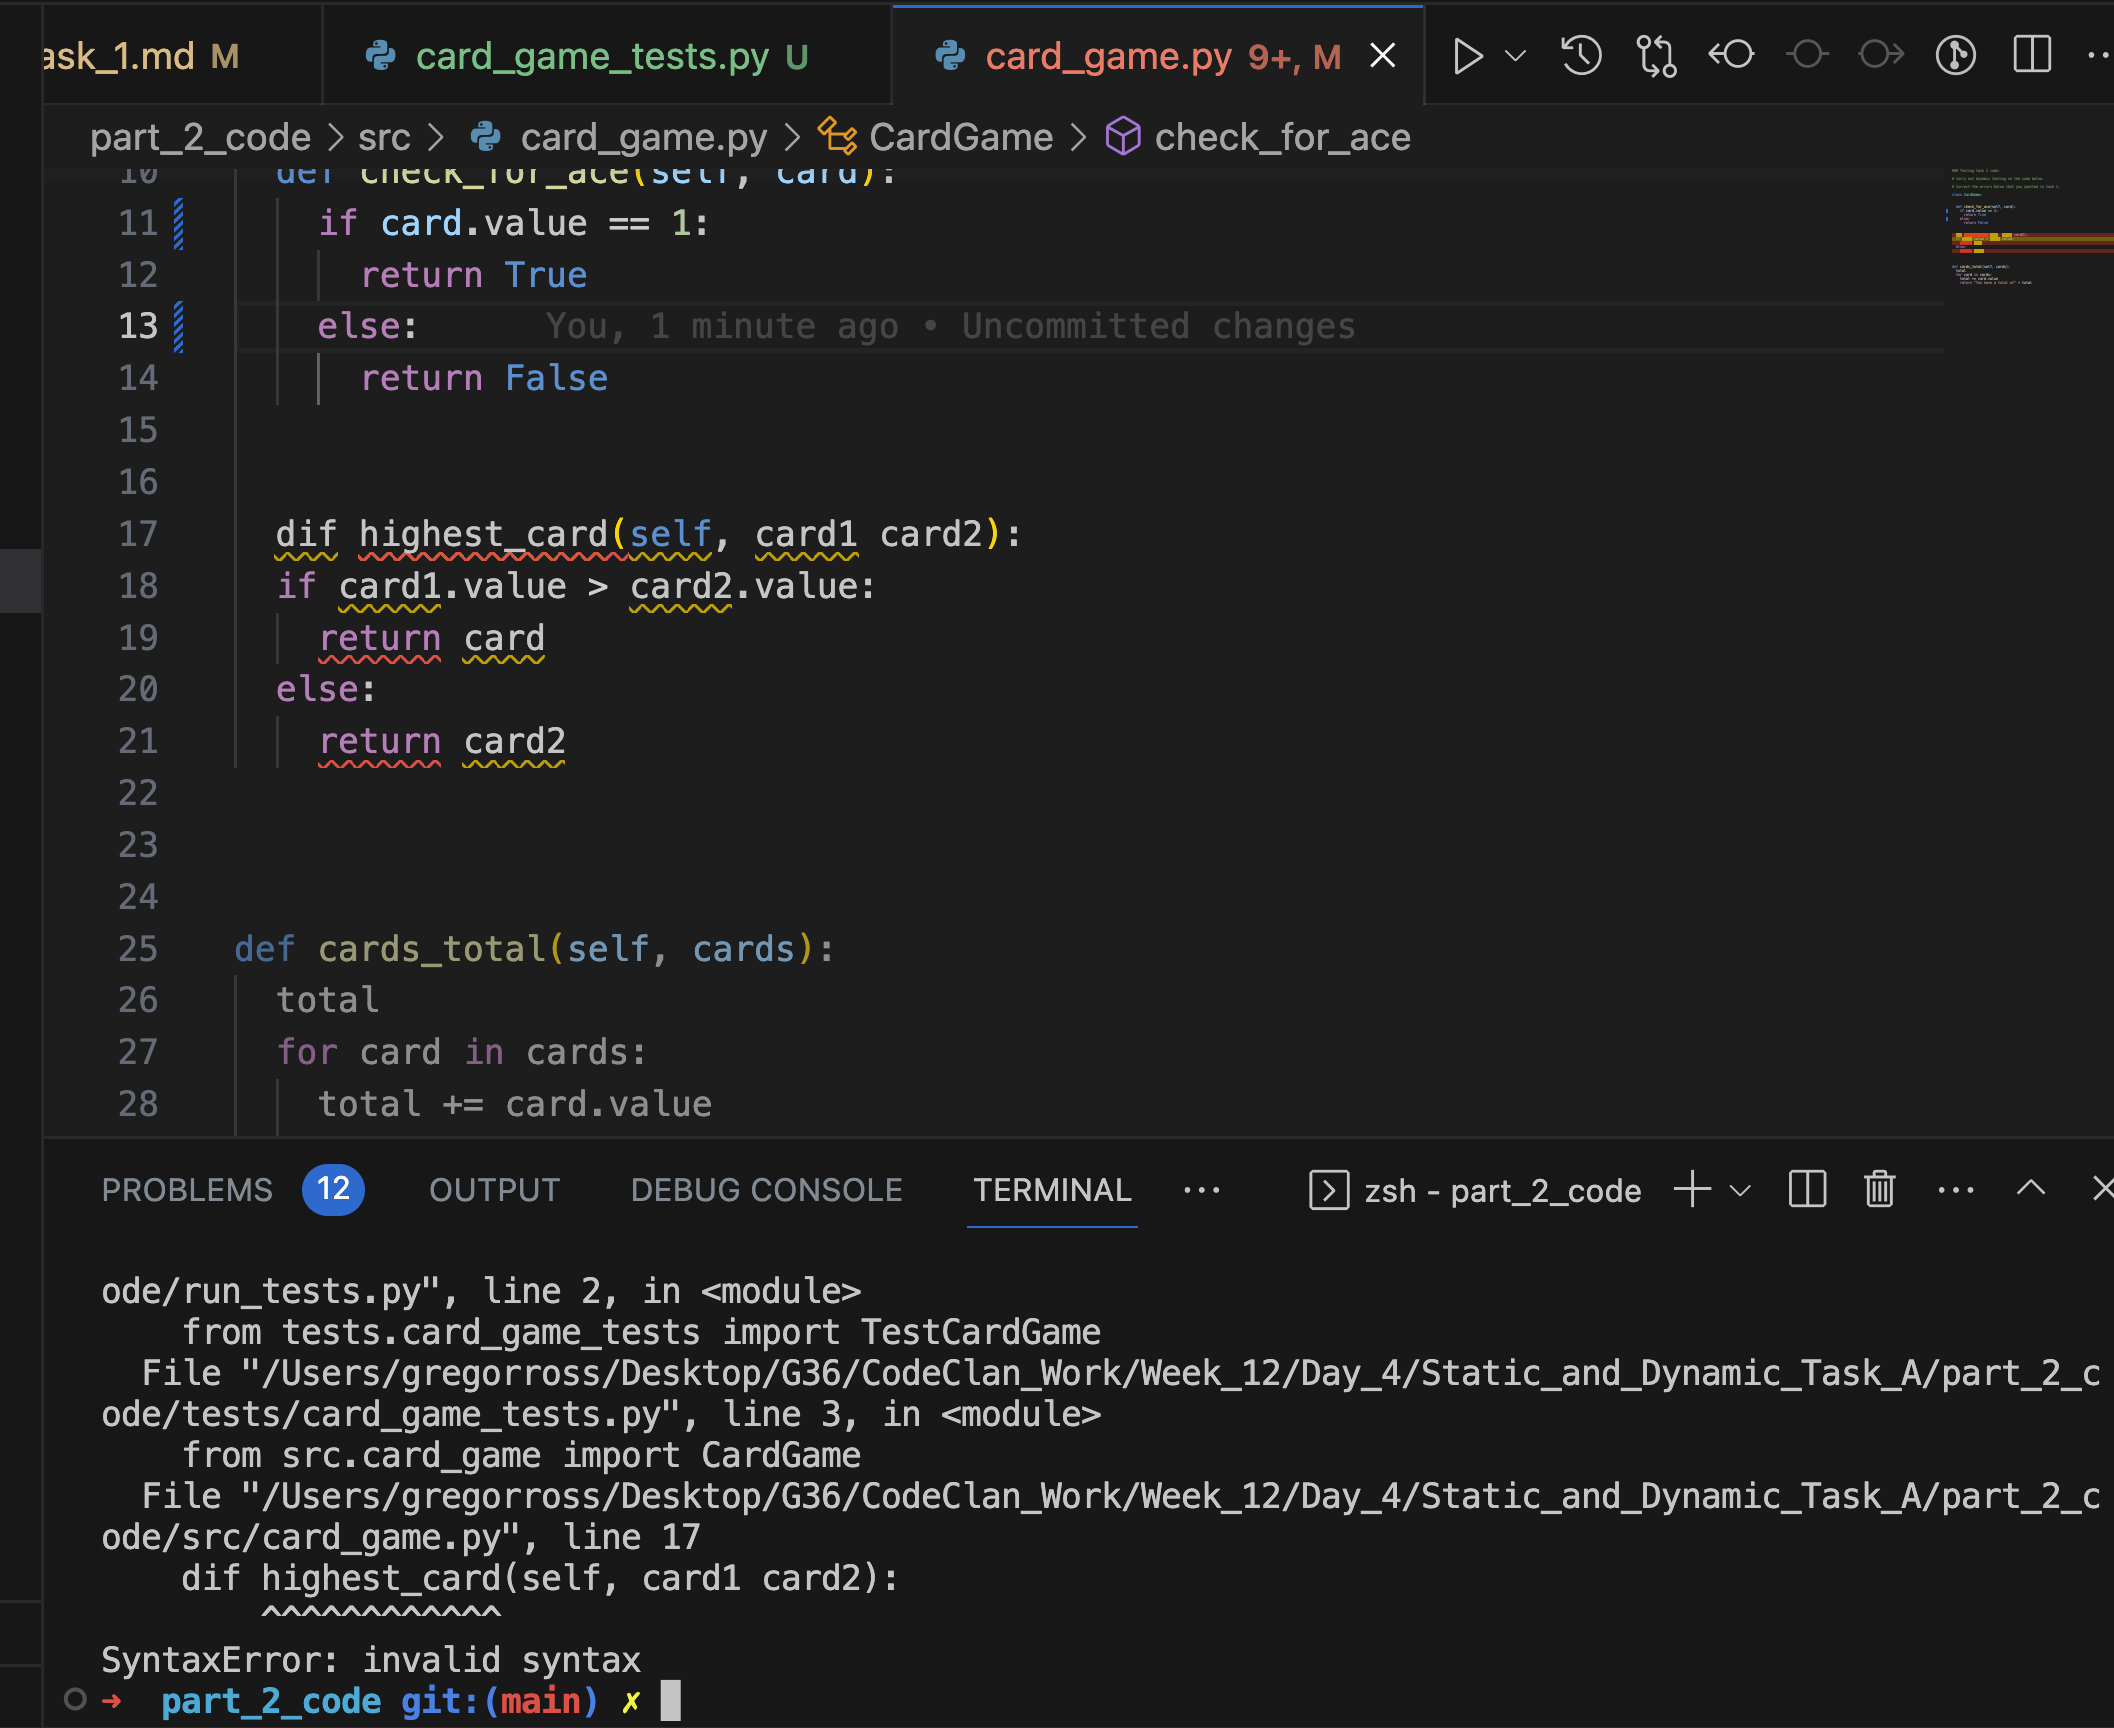 ask_1.md M card_game_tests.py U card_game.py 9+, M
part_2_code > src > card_game.py > CardGame > check_for_ace
10 def check_for_ace(self, card):
11 if card.value == 1:
12 return True
13 else: You, 1 minute ago • Uncommitted changes
14 return False
15
16
17 dif highest_card(self, card1 card2):
18 if card1.value > card2.value:
19 return card
20 else:
21 return card2
22
23
24
25 def cards_total(self, cards):
26 total
27 for card in cards:
28 total += card.value
PROBLEMS 12 OUTPUT DEBUG CONSOLE TERMINAL ... zsh - part_2_code
ode/run_tests.py", line 2, in <module>
from tests.card_game_tests import TestCardGame
File "/Users/gregorross/Desktop/G36/CodeClan_Work/Week_12/Day_4/Static_and_Dynamic_Task_A/part_2_c
ode/tests/card_game_tests.py", line 3, in <module>
from src.card_game import CardGame
File "/Users/gregorross/Desktop/G36/CodeClan_Work/Week_12/Day_4/Static_and_Dynamic_Task_A/part_2_c
ode/src/card_game.py", line 17
dif highest_card(self, card1 card2):
^^^^^^^^^^^^
SyntaxError: invalid syntax
➜ part_2_code git:(main) ✗